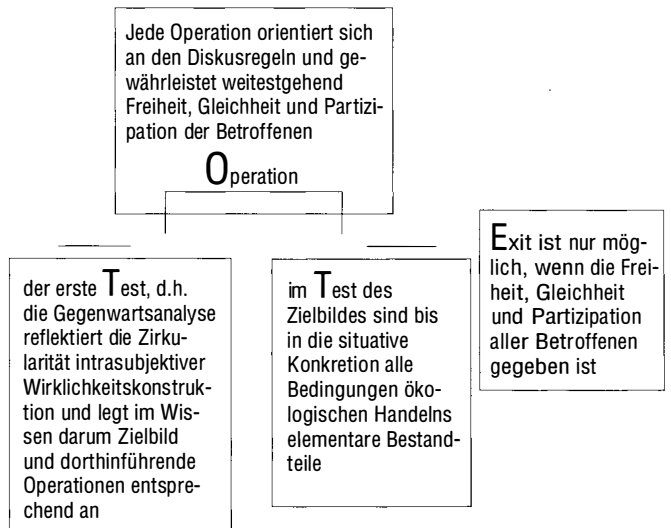 Jede Operation orientiert sich
an den Diskusregeln und ge-
währleistet weitestgehend
Freiheit, Gleichheit und Partizi-
pation der Betroffenen
Operation
der erste Test, d.h.
die Gegenwartsanalyse
reflektiert die Zirku-
larität intrasubjektiver
Wirklichkeitskonstruk-
tion und legt im Wis-
sen darum Zielbild
und dorthinführende
Operationen entspre-
chend an
im Test des
Zielbildes sind bis
in die situative
Konkretion alle
Bedingungen öko-
logischen Handelns
elementare Bestand-
teile
Exit ist nur mög-
lich, wenn die Frei-
heit, Gleichheit
und Partizipation
aller Betroffenen
gegeben ist